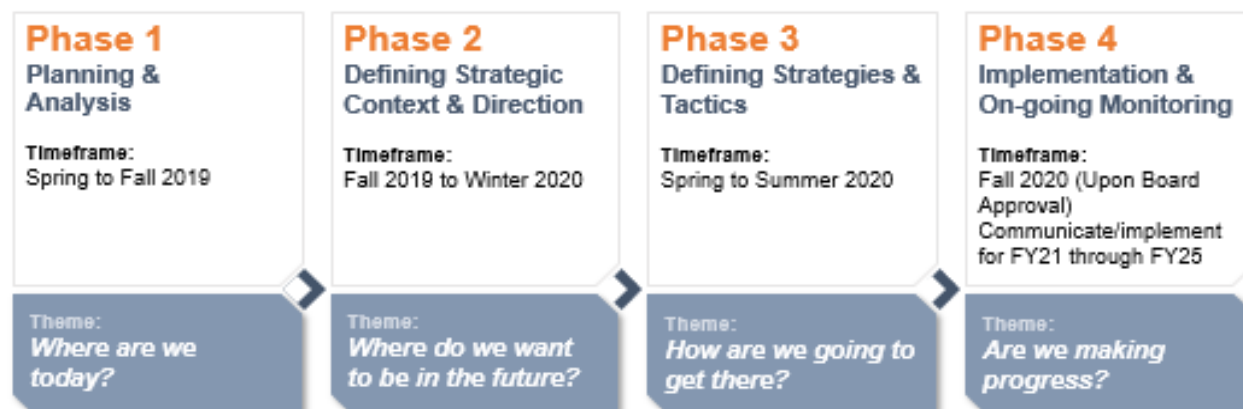 Phase 1
Planning &
Analysis
Timeframe:
Spring to Fall 2019
Theme:
Where are we
today?
Phase 2
Defining Strategic
Context & Direction
Timeframe:
Fall 2019 to Winter 2020
Theme:
Where do we want
to be in the future?
Phase 3
Defining Strategies &
Tactics
Timeframe:
Spring to Summer 2020
Theme:
How are we going to
get there?
Phase 4
Implementation &
On-going Monitoring
Timeframe:
Fall 2020 (Upon Board
Approval)
Communicate/implement
for FY21 through FY25
Theme:
Are we making
progress?